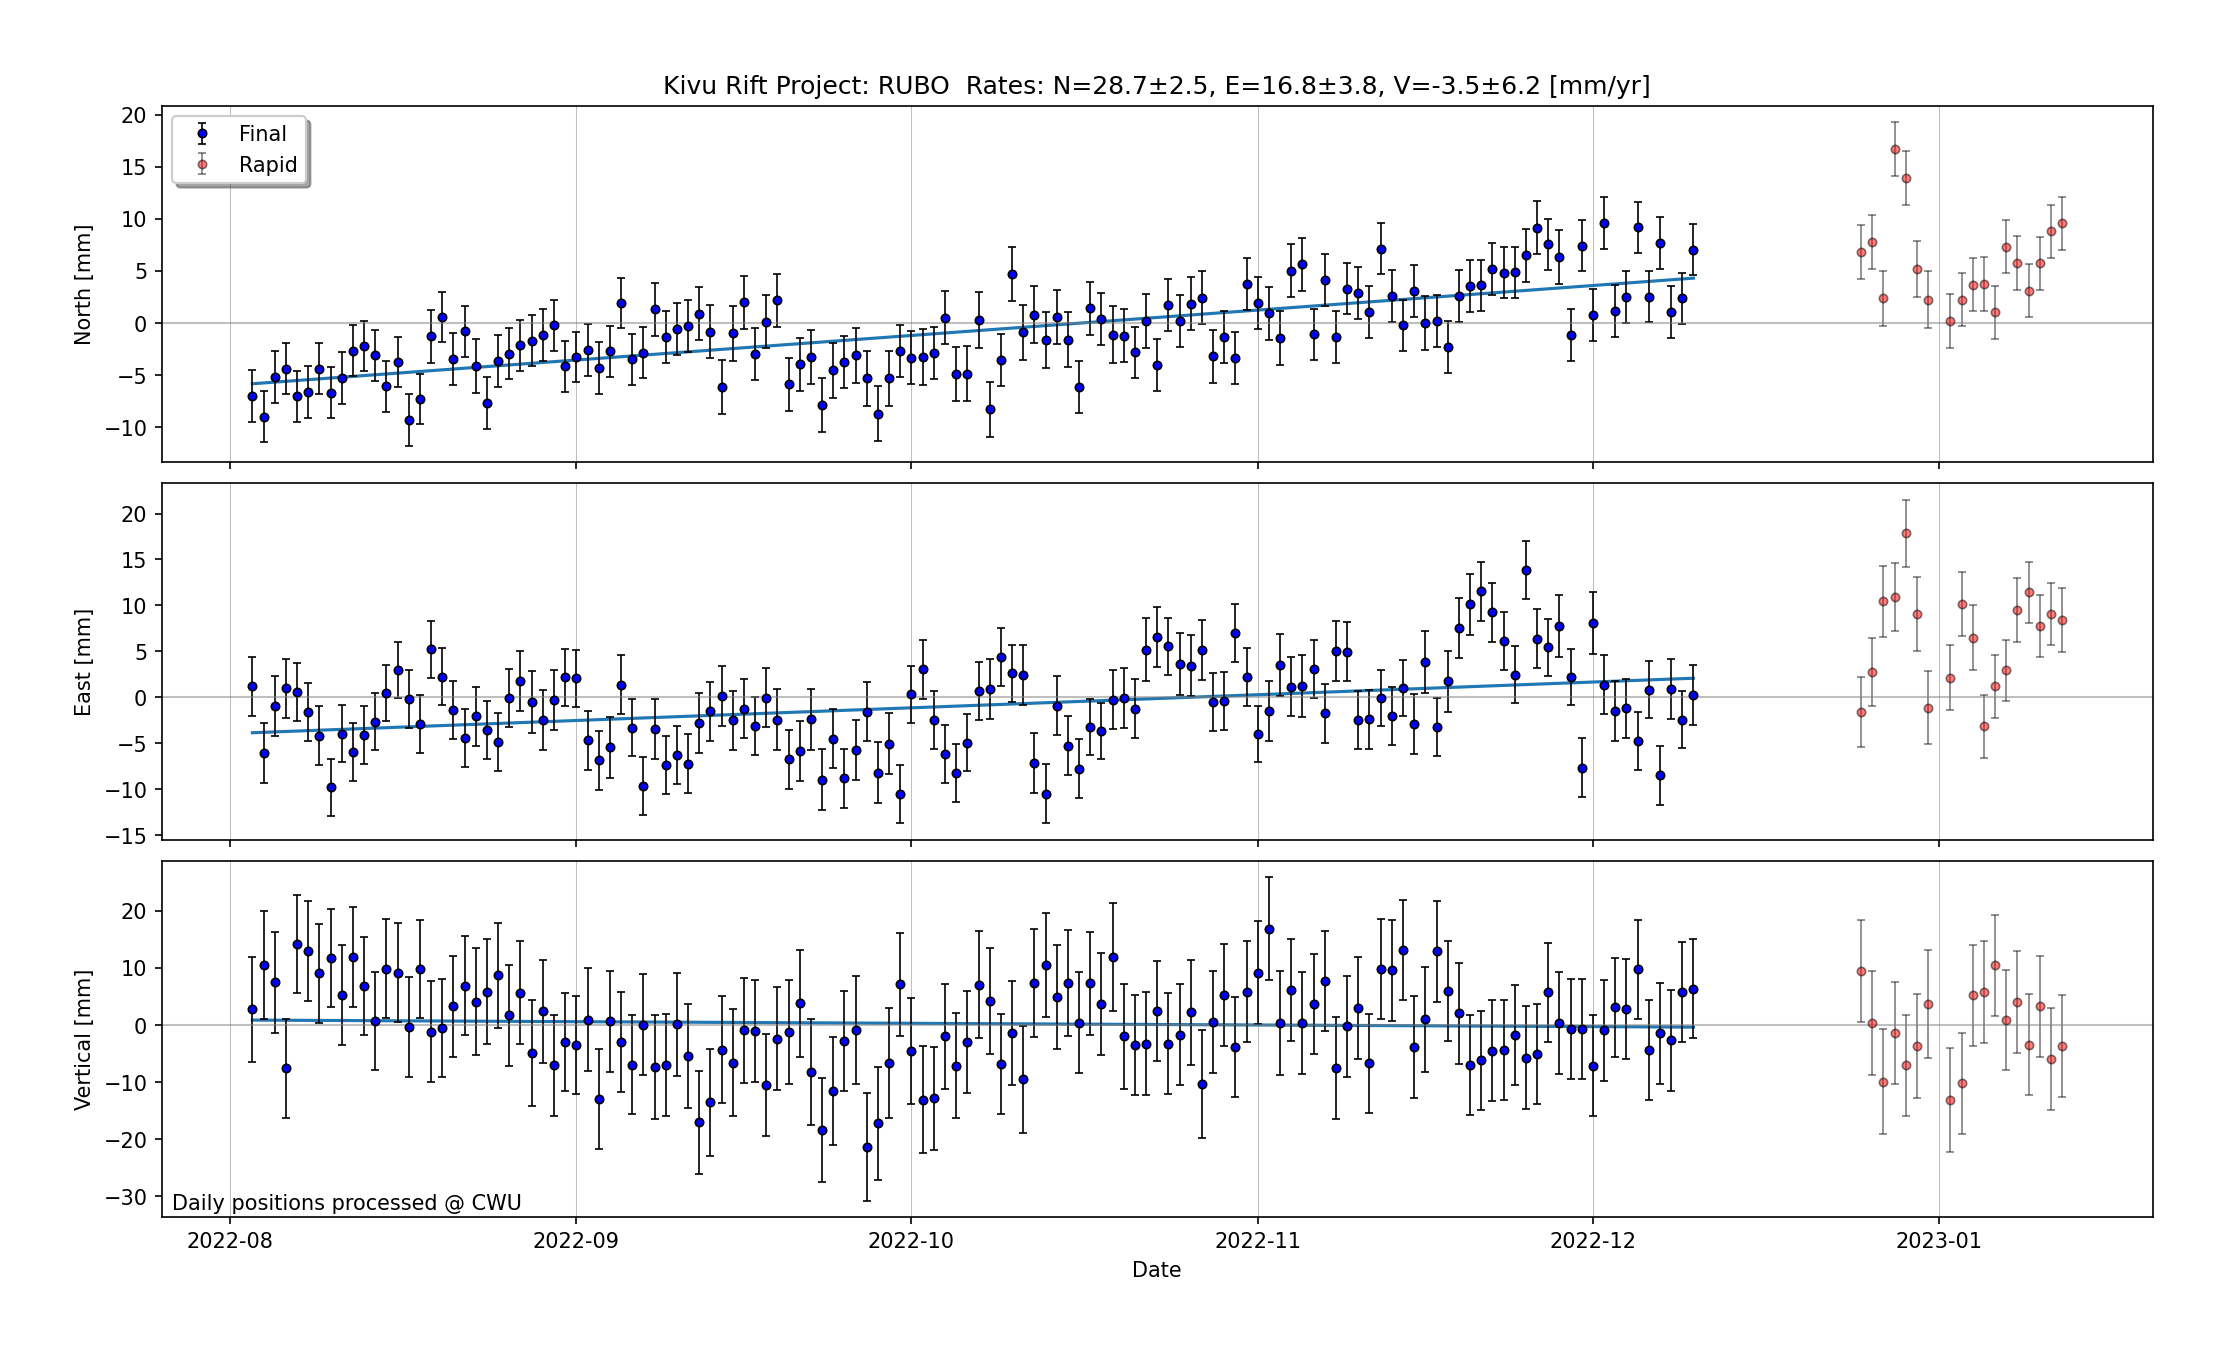 Kivu Rift Project: RUBO  Rates: N=28.7±2.5, E=16.8±3.8, V=-3.5±6.2 [mm/yr]
Final
Rapid
North [mm]
20
15
10
5
0
−5
−10
East [mm]
20
15
10
5
0
−5
−10
−15
Vertical [mm]
20
10
0
−10
−20
−30
Daily positions processed @ CWU
2022-08 2022-09 2022-10 2022-11 2022-12 2023-01
Date